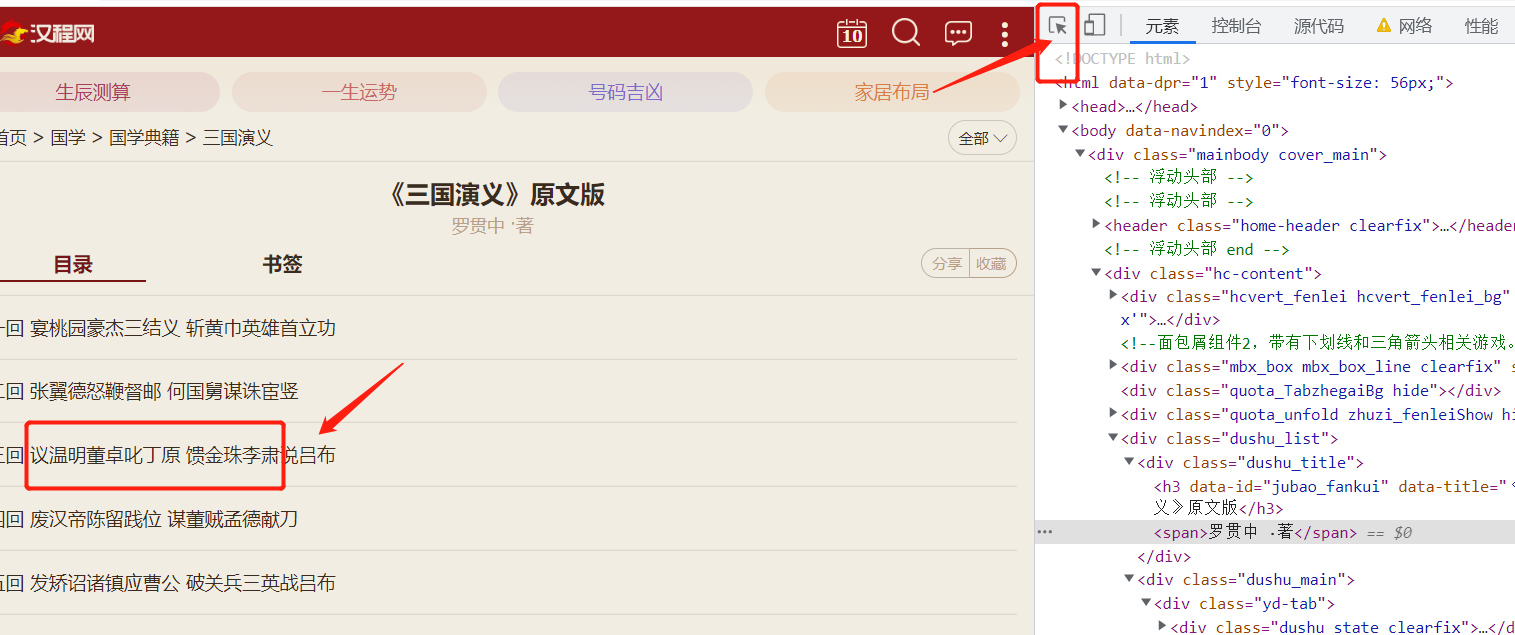 汉程网
10
生辰测算 一生运势 号码吉凶 家居布局
首页 > 国学 > 国学典籍 > 三国演义
全部
《三国演义》原文版
罗贯中 ·著
目录 书签
分享 收藏
一回 宴桃园豪杰三结义 斩黄巾英雄首立功
二回 张翼德怒鞭督邮 何国舅谋诛宦竖
三回 议温明董卓叱丁原 馈金珠李肃说吕布
四回 废汉帝陈留践位 谋董贼孟德献刀
五回 发矫诏诸镇应曹公 破关兵三英战吕布
元素 控制台 源代码 网络 性能
<!DOCTYPE html>
<html data-dpr="1" style="font-size: 56px;">
<head>…</head>
<body data-navindex="0">
<div class="mainbody cover_main">
<!-- 浮动头部 -->
<!-- 浮动头部 -->
<header class="home-header clearfix">…</header
<!-- 浮动头部 end -->
<div class="hc-content">
<div class="hcvert_fenlei hcvert_fenlei_bg"
x'">…</div>
<!--面包屑组件2, 带有下划线和三角箭头相关游戏。
<div class="mbx_box mbx_box_line clearfix" s
<div class="quota_TabzhegaiBg hide"></div>
<div class="quota_unfold zhuzi_fenleiShow hi
<div class="dushu_list">
<div class="dushu_title">
<h3 data-id="jubao_fankui" data-title="
义》原文版</h3>
<span>罗贯中 ·著</span> == $0
</div>
<div class="dushu_main">
<div class="yd-tab">
<div class="dushu_state clearfix">…</d